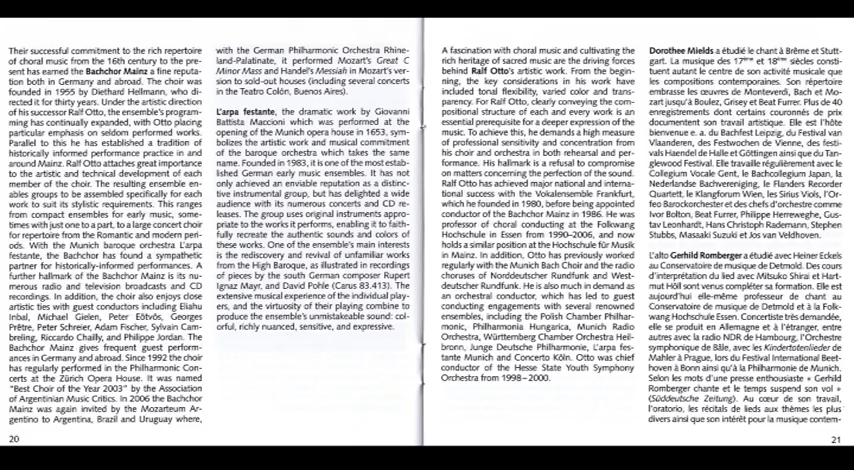 Their successful commitment to the rich repertoire
of choral music from the 16th century to the pre-
sent has earned the Bachchor Mainz a fine reputa-
tion both in Germany and abroad. The choir was
founded in 1955 by Diethard Hellmann, who di-
rected it for thirty years. Under the artistic direction
of his successor Ralf Otto, the ensemble's program-
ming has continually expanded, with Otto placing
particular emphasis on seldom performed works.
Parallel to this he has established a tradition of
historically informed performance practice in and
around Mainz. Ralf Otto attaches great importance
to the artistic and technical development of each
member of the choir. The resulting ensemble en-
ables groups to be assembled specifically for each
work to suit its stylistic requirements. This ranges
from compact ensembles for early music, some-
times with just one to a part, to a large concert choir
for repertoire from the Romantic and modern peri-
ods. With the Munich baroque orchestra L'arpa
festante, the Bachchor has found a sympathetic
partner for historically-informed performances. A
further hallmark of the Bachchor Mainz is its nu-
merous radio and television broadcasts and CD
recordings. In addition, the choir also enjoys close
artistic ties with guest conductors including Eliahu
Inbal, Michael Gielen, Peter Eötvös, Georges
Prêtre, Peter Schreier, Adam Fischer, Sylvain Cam-
breling, Riccardo Chailly, and Philippe Jordan. The
Bachchor Mainz gives frequent guest perform-
ances in Germany and abroad. Since 1992 the choir
has regularly performed in the Philharmonic Con-
certs at the Zürich Opera House. It was named
"Best Choir of the Year 2003" by the Association
of Argentinian Music Critics. In 2006 the Bachchor
Mainz was again invited by the Mozarteum Ar-
gentino to Argentina, Brazil and Uruguay where,
20
with the German Philharmonic Orchestra Rhine-
land-Palatinate, it performed Mozart's Great C
Minor Mass and Handel's Messiah in Mozart's ver-
sion to sold-out houses (including several concerts
in the Teatro Colón, Buenos Aires).
L'arpa festante, the dramatic work by Giovanni
Battista Maccioni which was performed at the
opening of the Munich opera house in 1653, sym-
bolizes the artistic work and musical commitment
of the baroque orchestra which takes the same
name. Founded in 1983, it is one of the most estab-
lished German early music ensembles. It has not
only achieved an enviable reputation as a distinc-
tive instrumental group, but has delighted a wide
audience with its numerous concerts and CD re-
leases. The group uses original instruments appro-
priate to the works it performs, enabling it to faith-
fully recreate the authentic sounds and colors of
these works. One of the ensemble's main interests
is the rediscovery and revival of unfamiliar works
from the High Baroque, as illustrated in recordings
of pieces by the south German composer Rupert
Ignaz Mayr, and David Pohle (Carus 83.413). The
extensive musical experience of the individual play-
ers, and the virtuosity of their playing combine to
produce the ensemble's unmistakeable sound: col-
orful, richly nuanced, sensitive, and expressive.
A fascination with choral music and cultivating the
rich heritage of sacred music are the driving forces
behind Ralf Otto's artistic work. From the begin-
ning, the key considerations in his work have
included tonal flexibility, varied color and trans-
parency. For Ralf Otto, clearly conveying the com-
positional structure of each and every work is an
essential prerequisite for a deeper expression of the
music. To achieve this, he demands a high measure
of professional sensitivity and concentration from
his choir and orchestra in both rehearsal and per-
formance. His hallmark is a refusal to compromise
on matters concerning the perfection of the sound.
Ralf Otto has achieved major national and interna-
tional success with the Vokalensemble Frankfurt,
which he founded in 1980, before being appointed
conductor of the Bachchor Mainz in 1986. He was
professor of choral conducting at the Folkwang
Hochschule in Essen from 1990–2006, and now
holds a similar position at the Hochschule für Musik
in Mainz. In addition, Otto has previously worked
regularly with the Munich Bach Choir and the radio
choruses of Norddeutscher Rundfunk and West-
deutscher Rundfunk. He is also much in demand as
an orchestral conductor, which has led to guest
conducting engagements with several renowned
ensembles, including the Polish Chamber Philhar-
monic, Philharmonia Hungarica, Munich Radio
Orchestra, Württemberg Chamber Orchestra Heil-
bronn, Junge Deutsche Philharmonie, L'arpa fes-
tante Munich and Concerto Köln. Otto was chief
conductor of the Hesse State Youth Symphony
Orchestra from 1998–2000.
Dorothee Mields a étudié le chant à Brême et Stutt-
gart. La musique des 17ème et 18ème siècles consti-
tuent autant le centre de son activité musicale que
les compositions contemporaines. Son répertoire
embrasse les œuvres de Monteverdi, Bach et Mo-
zart jusqu'à Boulez, Grisey et Beat Furrer. Plus de 40
enregistrements dont certains couronnés de prix
documentent son travail artistique. Elle est l'hôte
bienvenue e. a. du Bachfest Leipzig, du Festival van
Vlaanderen, des Festwochen de Vienne, des festi-
vals Haendel de Halle et Göttingen ainsi que du Tan-
glewood Festival. Elle travaille régulièrement avec le
Collegium Vocale Gent, le Bachcollegium Japan, la
Nederlandse Bachvereniging, le Flanders Recorder
Quartett, le Klangforum Wien, les Sirius Viols, l'Or-
feo Barockorchester et des chefs d'orchestre comme
Ivor Bolton, Beat Furrer, Philippe Herreweghe, Gus-
tav Leonhardt, Hans Christoph Rademann, Stephen
Stubbs, Masaaki Suzuki et Jos van Veldhoven.
L'alto Gerhild Romberger a étudié avec Heiner Eckels
au Conservatoire de musique de Detmold. Des cours
d'interprétation du lied avec Mitsuko Shirai et Hart-
mut Höll sont venus compléter sa formation. Elle est
aujourd'hui elle-même professeur de chant au
Conservatoire de musique de Detmold et à la Folk-
wang Hochschule Essen. Concertiste très demandée,
elle se produit en Allemagne et à l'étranger, entre
autres avec la radio NDR de Hambourg, l'Orchestre
symphonique de Bâle, avec les Kindertotenlieder de
Mahler à Prague, lors du Festival International Beet-
hoven à Bonn ainsi qu'à la Philharmonie de Munich.
Selon les mots d'une presse enthousiaste « Gerhild
Romberger chante et le temps suspend son vol »
(Süddeutsche Zeitung). Au cœur de son travail,
l'oratorio, les récitals de lieds aux thèmes les plus
divers ainsi que son intérêt pour la musique contem-
21